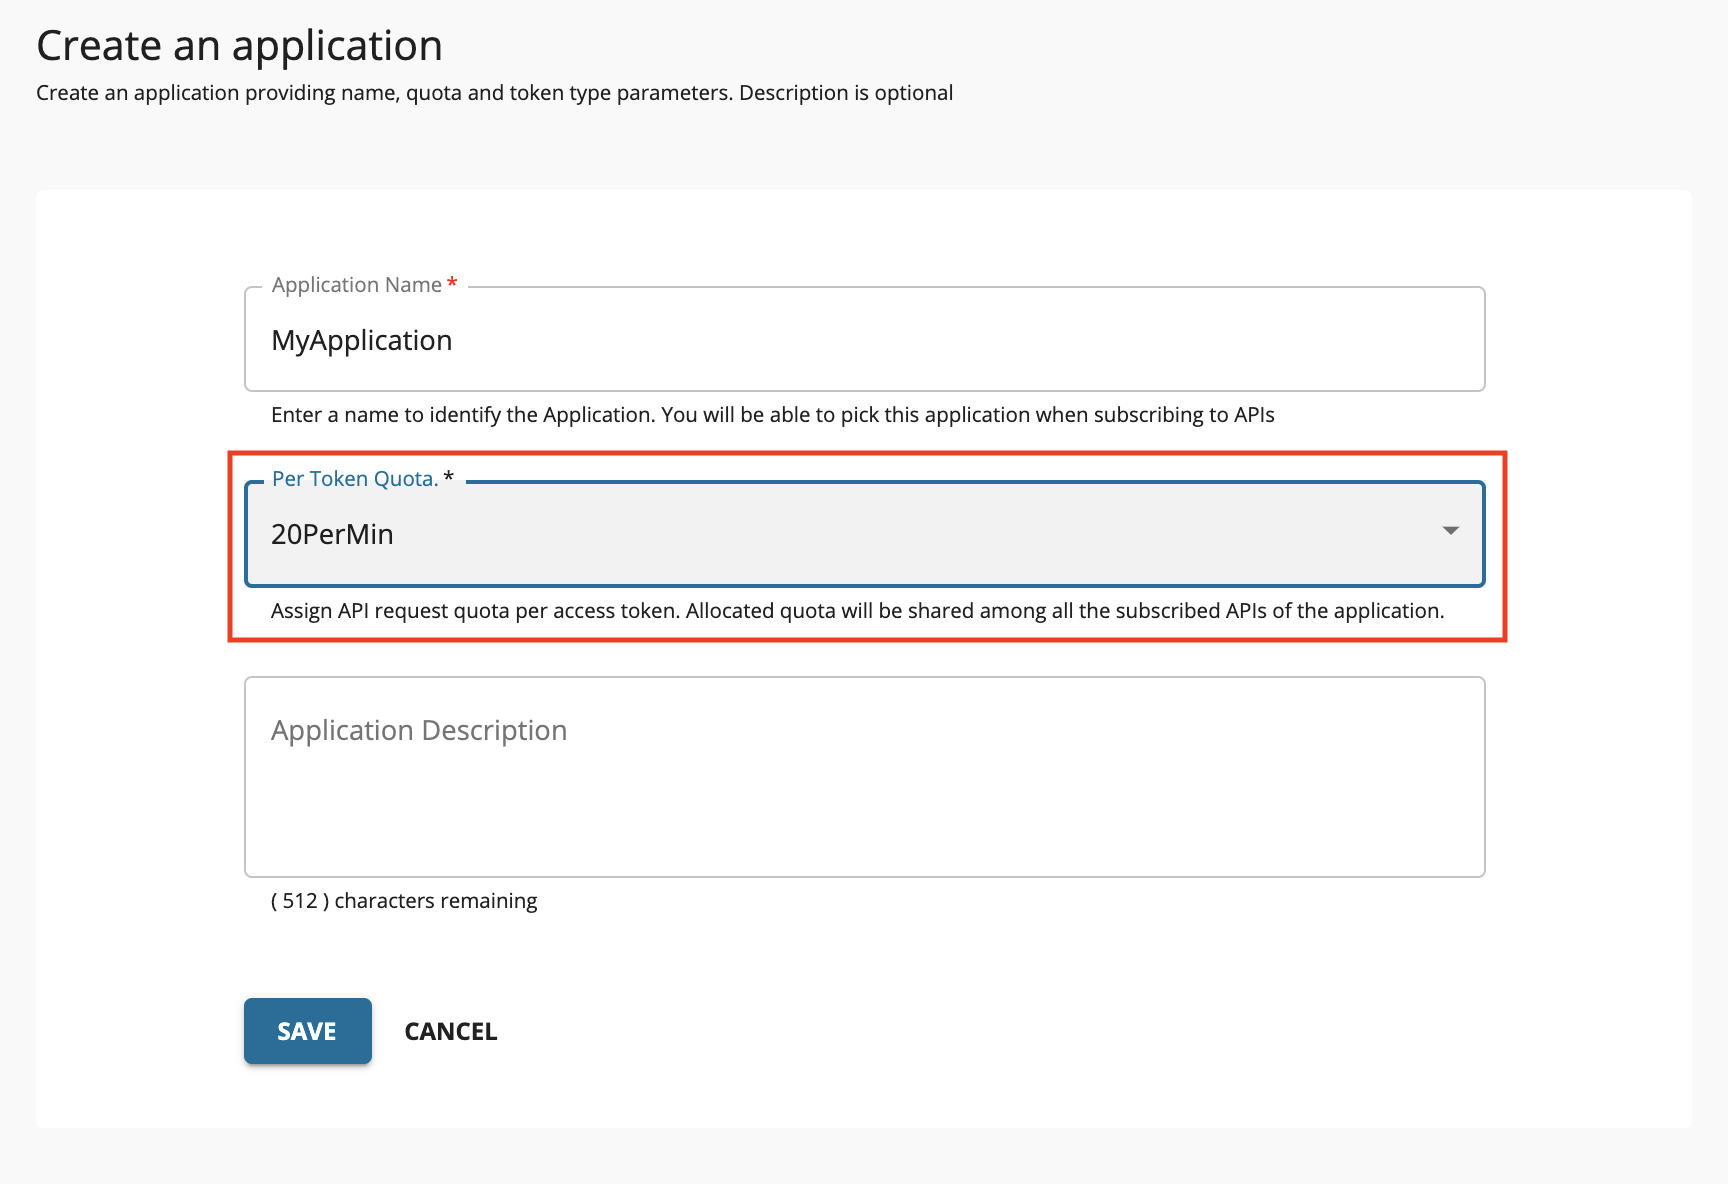 Create an application
Create an application providing name, quota and token type parameters. Description is optional
Application Name *
MyApplication
Enter a name to identify the Application. You will be able to pick this application when subscribing to APIs
Per Token Quota. *
20PerMin
Assign API request quota per access token. Allocated quota will be shared among all the subscribed APIs of the application.
Application Description
( 512 ) characters remaining
SAVE CANCEL